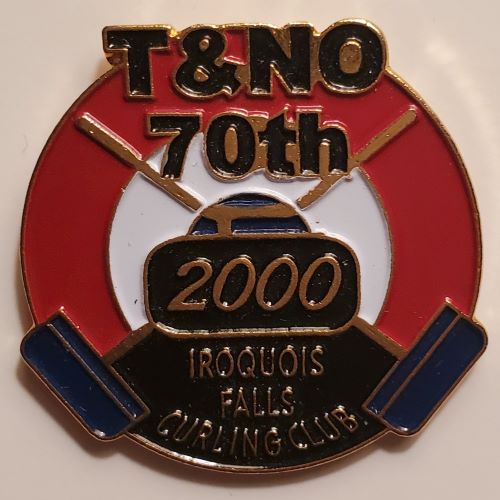 T&NO
70th
2000
IROQUOIS
FALLS
CURLING CLUB.